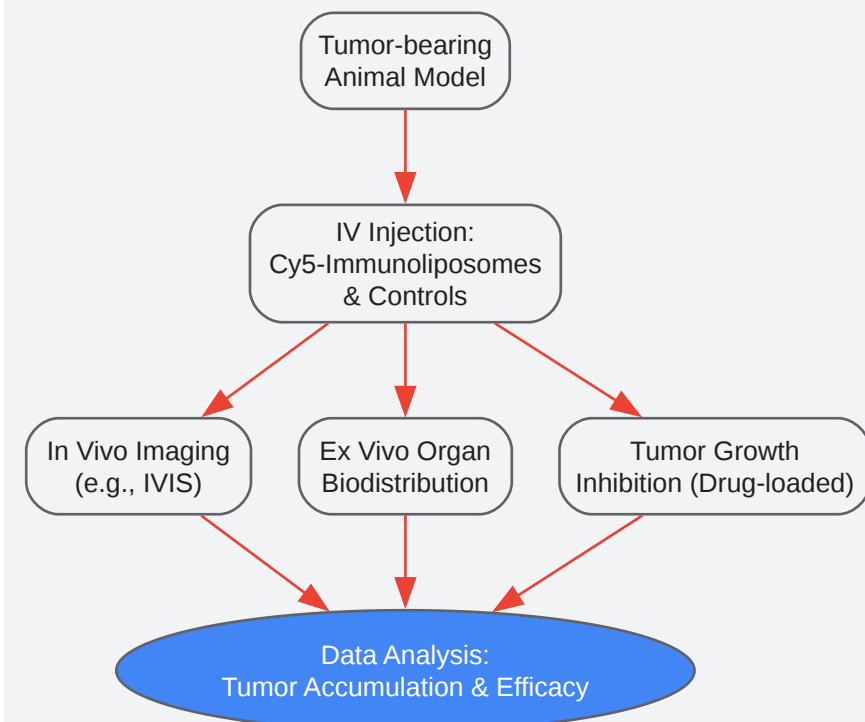 Tumor-bearing
Animal Model
IV Injection:
Cy5-Immunoliposomes
& Controls
In Vivo Imaging
(e.g., IVIS)
Ex Vivo Organ
Biodistribution
Tumor Growth
Inhibition (Drug-loaded)
Data Analysis:
Tumor Accumulation & Efficacy